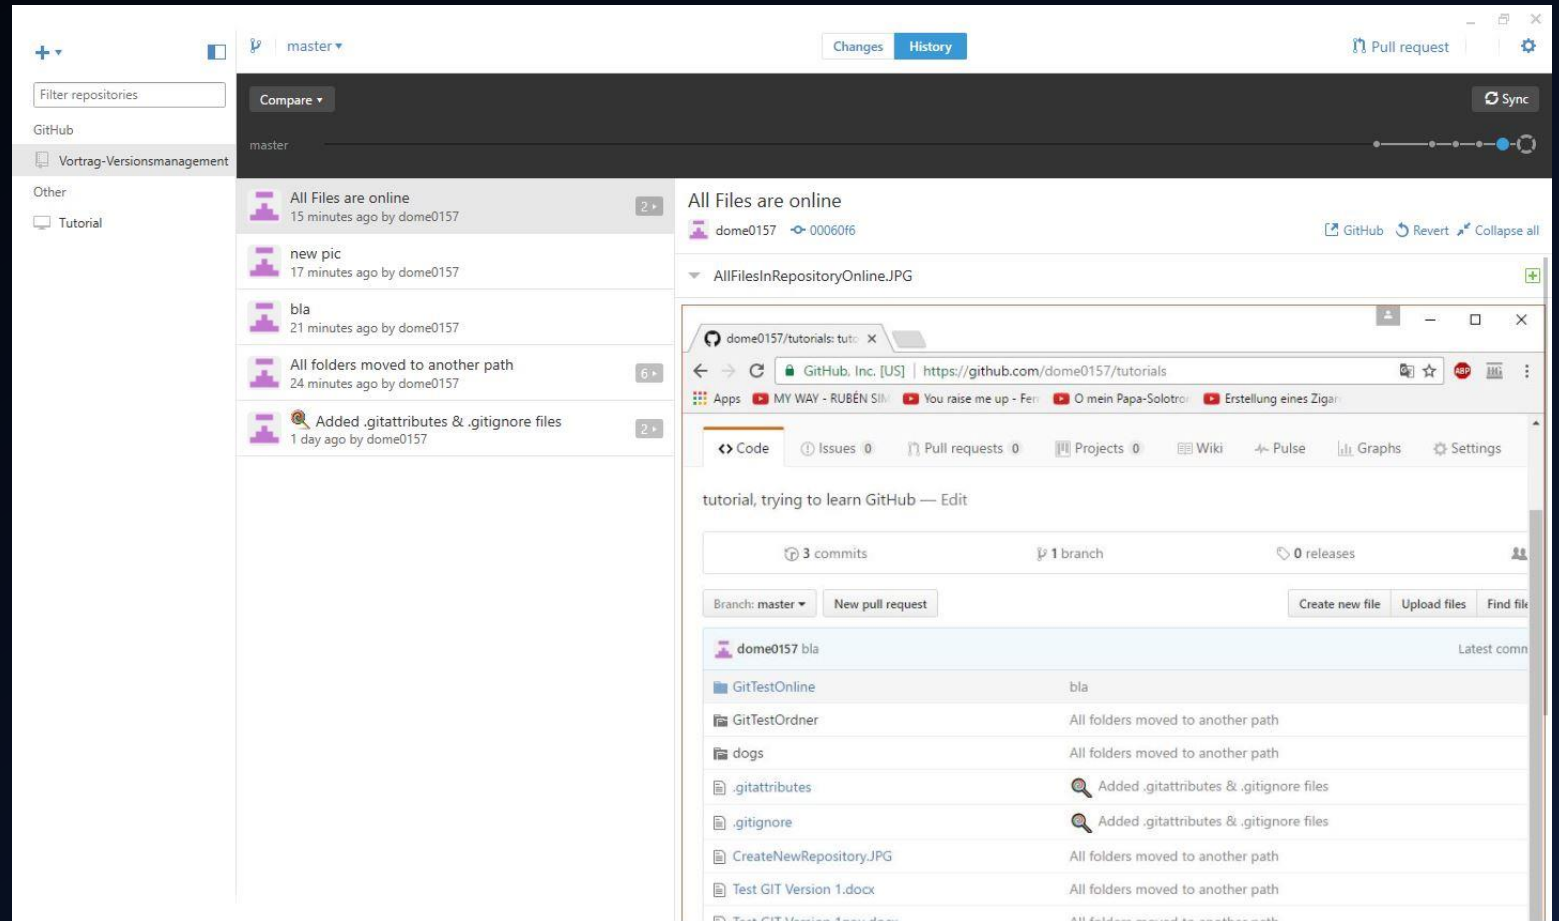 master
Changes
History
Pull request
Filter repositories
GitHub
Vortrag-Versionsmanagement
Other
Tutorial
Compare
Sync
master
All Files are online
15 minutes ago by dome0157
2
new pic
17 minutes ago by dome0157
bla
21 minutes ago by dome0157
All folders moved to another path
24 minutes ago by dome0157
6
Added .gitattributes & .gitignore files
1 day ago by dome0157
2
All Files are online
dome0157 00060f6
GitHub Revert Collapse all
AllFilesInRepositoryOnline.JPG
dome0157/tutorials: tuto
GitHub, Inc. [US] | https://github.com/dome0157/tutorials
ABP
Apps MY WAY - RUBÉN SIM You raise me up - Fer O mein Papa-Solotro Erstellung eines Zigar
Code Issues 0 Pull requests 0 Projects 0 Wiki Pulse Graphs Settings
tutorial, trying to learn GitHub — Edit
3 commits 1 branch 0 releases
Branch: master New pull request Create new file Upload files Find file
dome0157 bla Latest comm
GitTestOnline bla
GitTestOrdner All folders moved to another path
dogs All folders moved to another path
.gitattributes Added .gitattributes & .gitignore files
.gitignore Added .gitattributes & .gitignore files
CreateNewRepository.JPG All folders moved to another path
Test GIT Version 1.docx All folders moved to another path